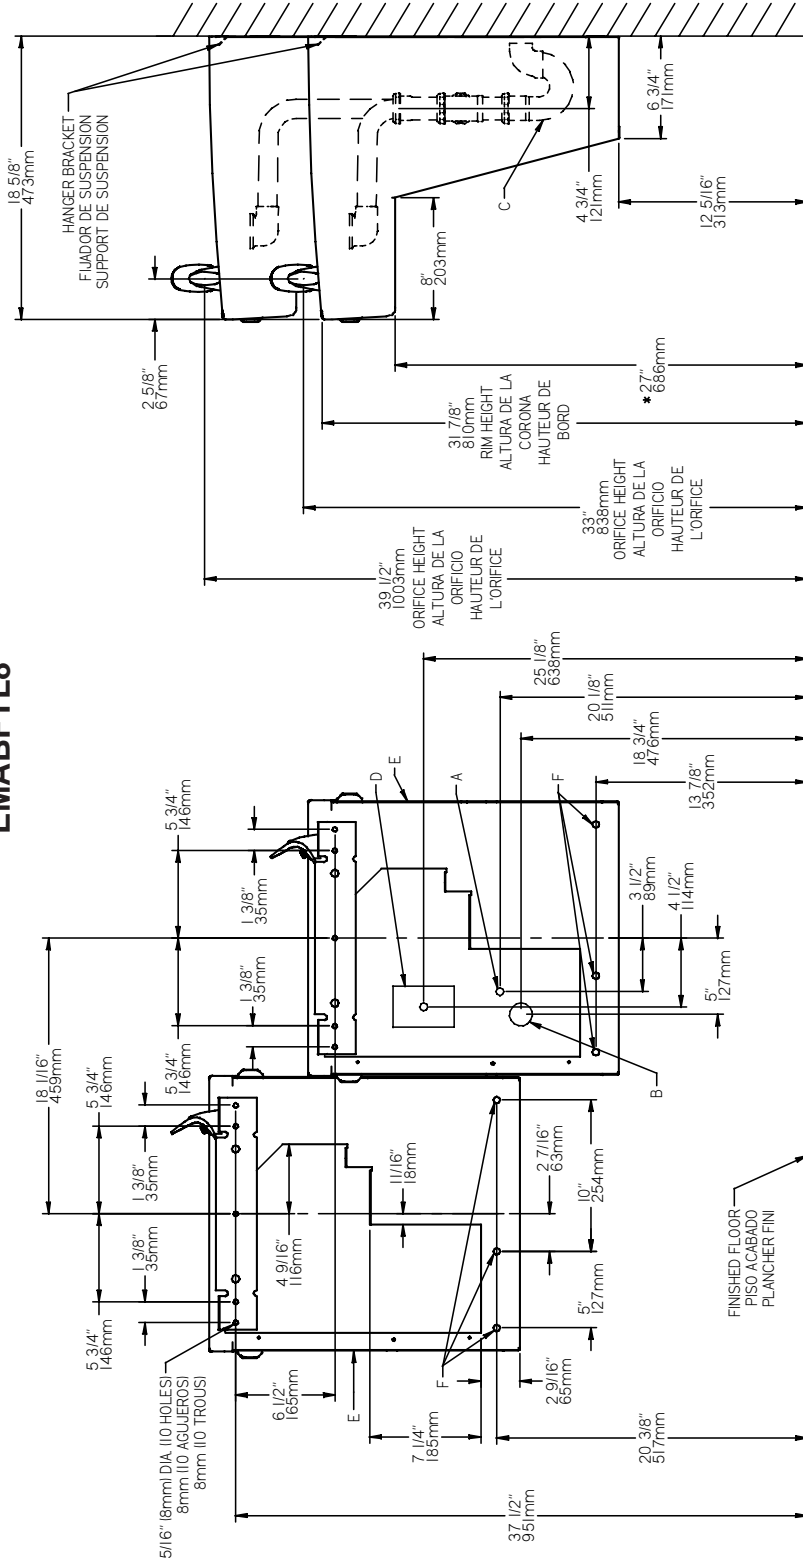 18 5/8"
473mm
HANGER BRACKET
FIJADOR DE SUSPENSION
SUPPORT DE SUSPENSION
2 5/8"
67mm
8"
203mm
C
4 3/4"
121mm
6 3/4"
171mm
12 5/16"
313mm
* 27"
686mm
31 7/8"
810mm
RIM HEIGHT
ALTURA DE LA
CORONA
HAUTEUR DE
BORD
33"
838mm
ORIFICE HEIGHT
ALTURA DE LA
ORIFICIO
HAUTEUR DE
L'ORIFICE
39 1/2"
1003mm
ORIFICE HEIGHT
ALTURA DE LA
ORIFICIO
HAUTEUR DE
L'ORIFICE
18 1/16"
459mm
5 3/4"
146mm
1 3/8"
35mm
1 3/8"
35mm
5 3/4"
146mm
5 3/4"
146mm
1 3/8"
35mm
1 3/8"
35mm
5 3/4"
146mm
5/16" (8mm) DIA. (10 HOLES)
8mm (10 AGUJEROS)
8mm (10 TROUS)
D
E
A
F
B
25 1/8"
638mm
20 1/8"
511mm
18 3/4"
476mm
13 7/8"
352mm
3 1/2"
89mm
4 1/2"
114mm
5"
127mm
4 9/16"
116mm
11/16"
18mm
2 7/16"
63mm
10"
254mm
5"
127mm
6 1/2"
165mm
E
F
7 1/4"
185mm
2 9/16"
65mm
20 3/8"
517mm
37 1/2"
951mm
FINISHED FLOOR
PISO ACABADO
PLANCHER FINI